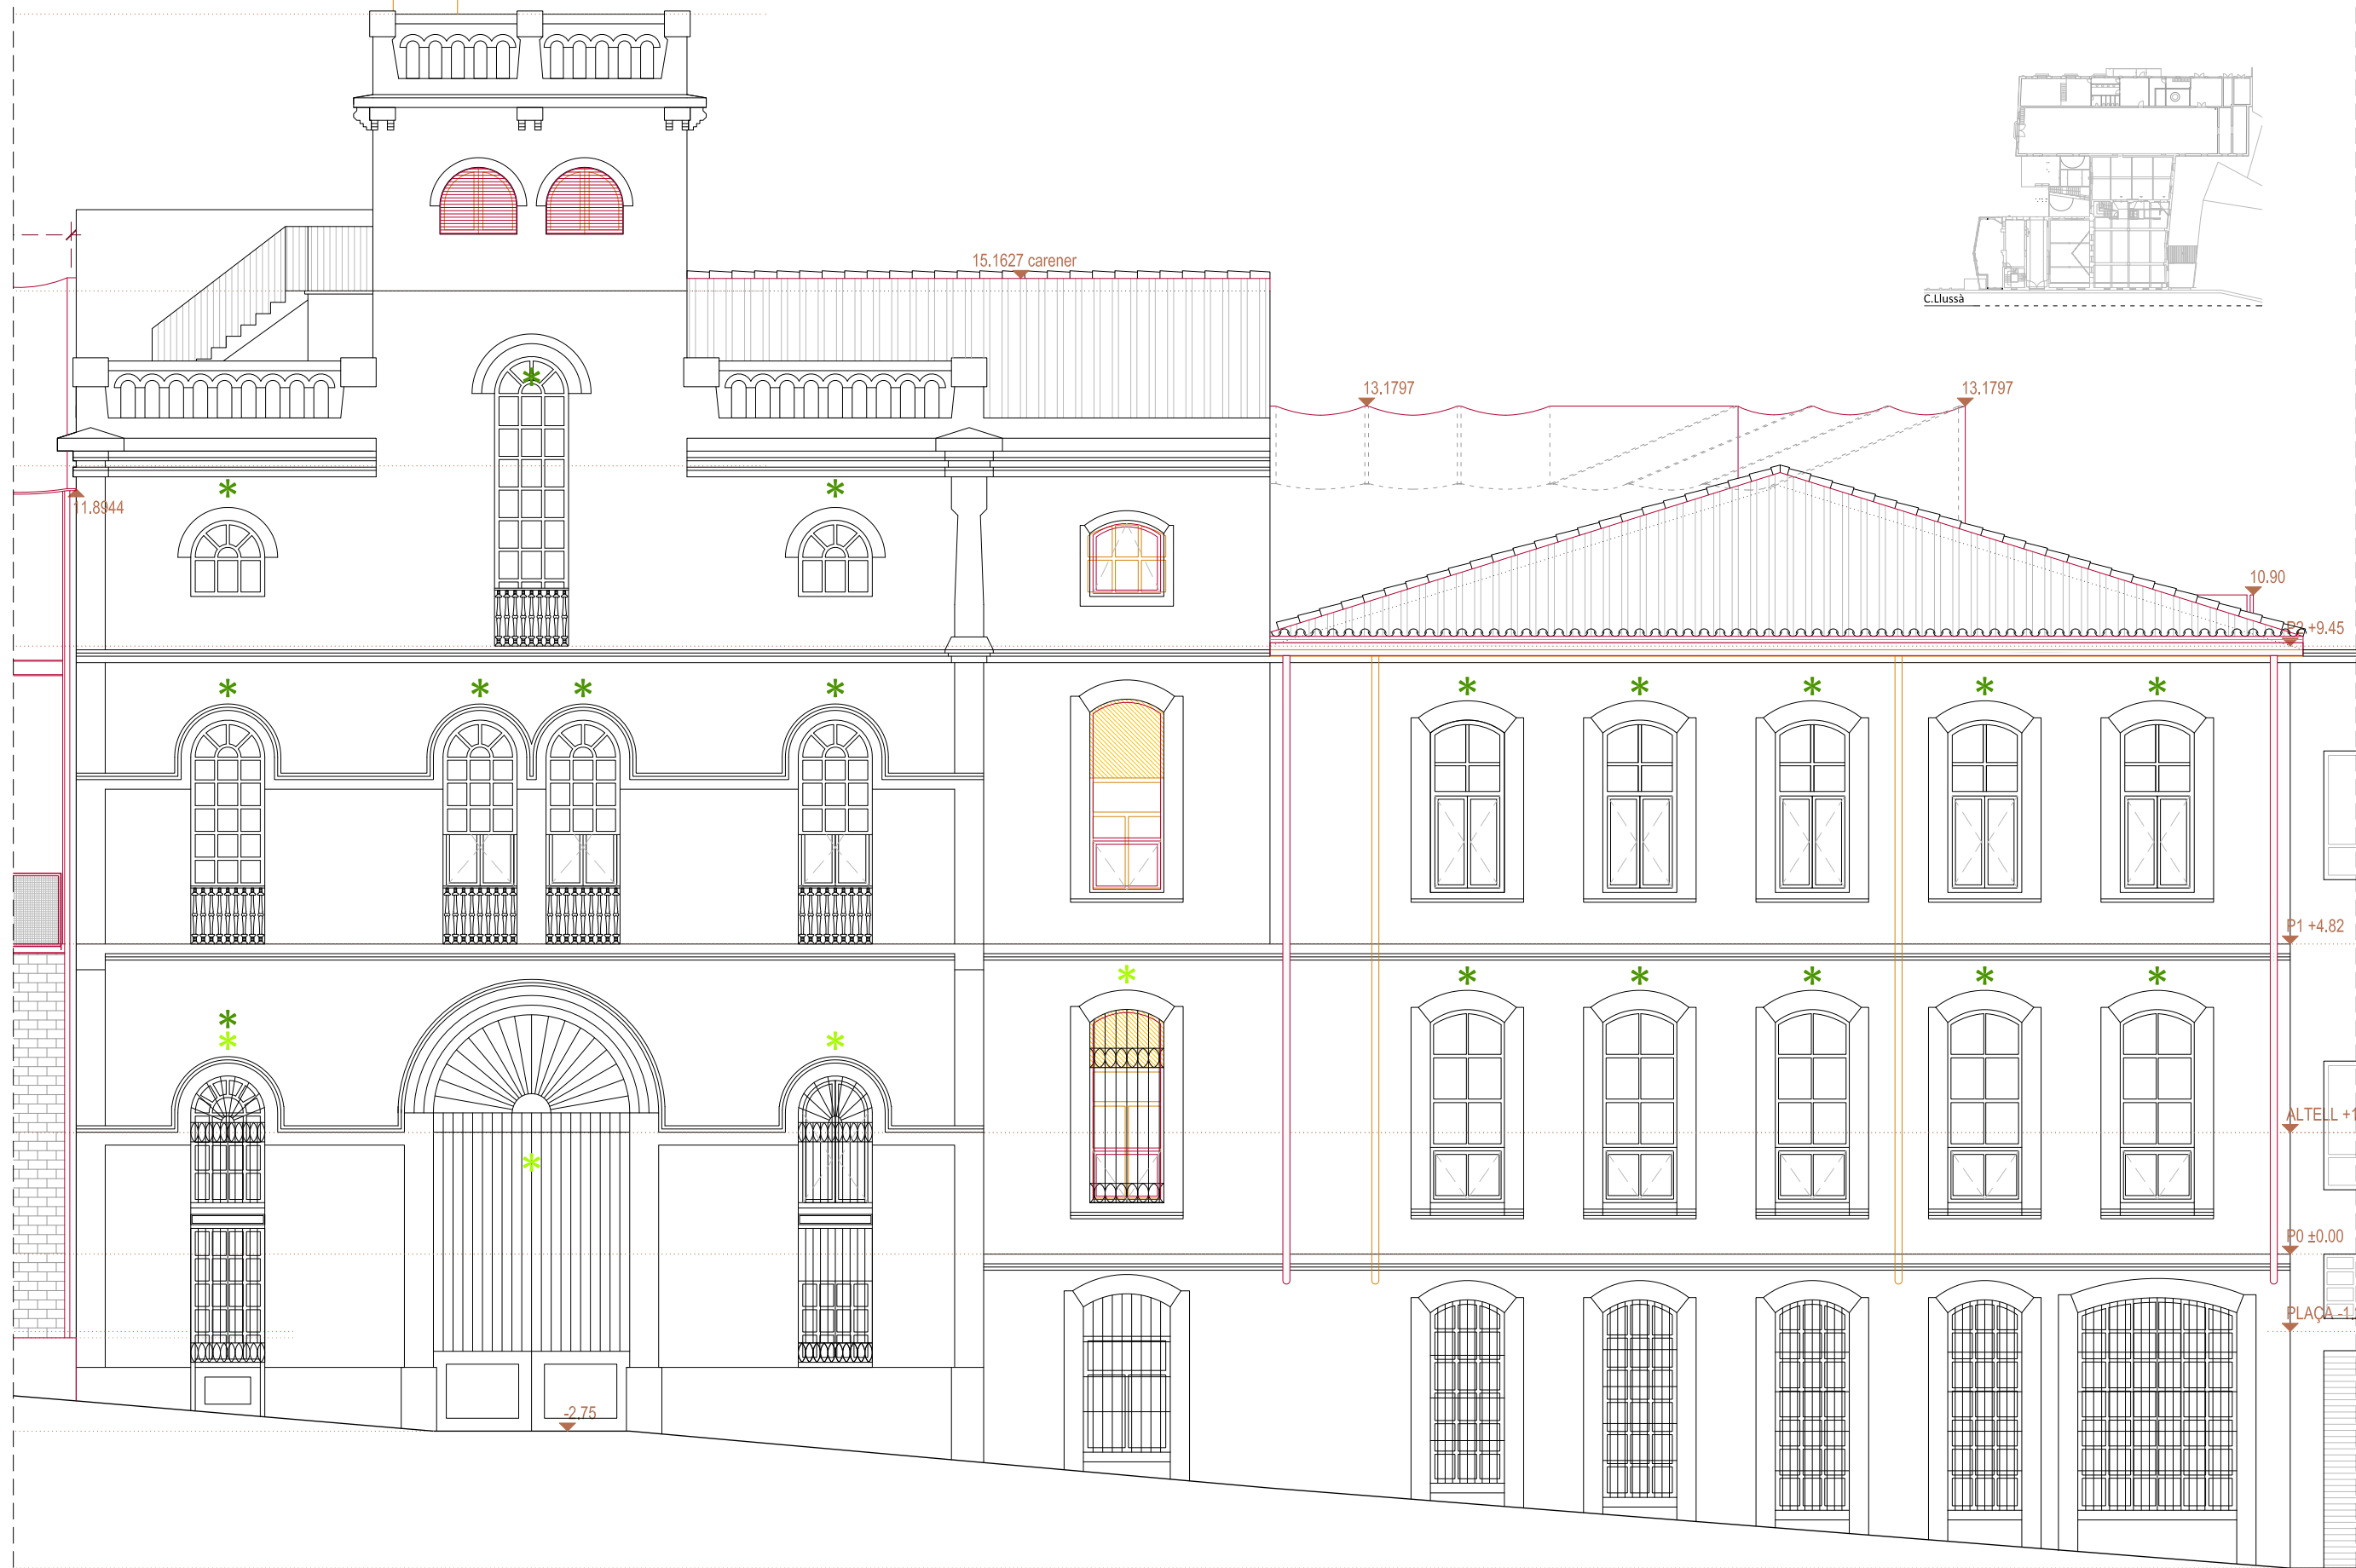 15.1627 carener
C.Llussà
13.1797
13.1797
11.8944
10.90
P2 +9.45
P1 +4.82
ALTELL +1
P0 ±0.00
PLAÇA -1.
-2.75